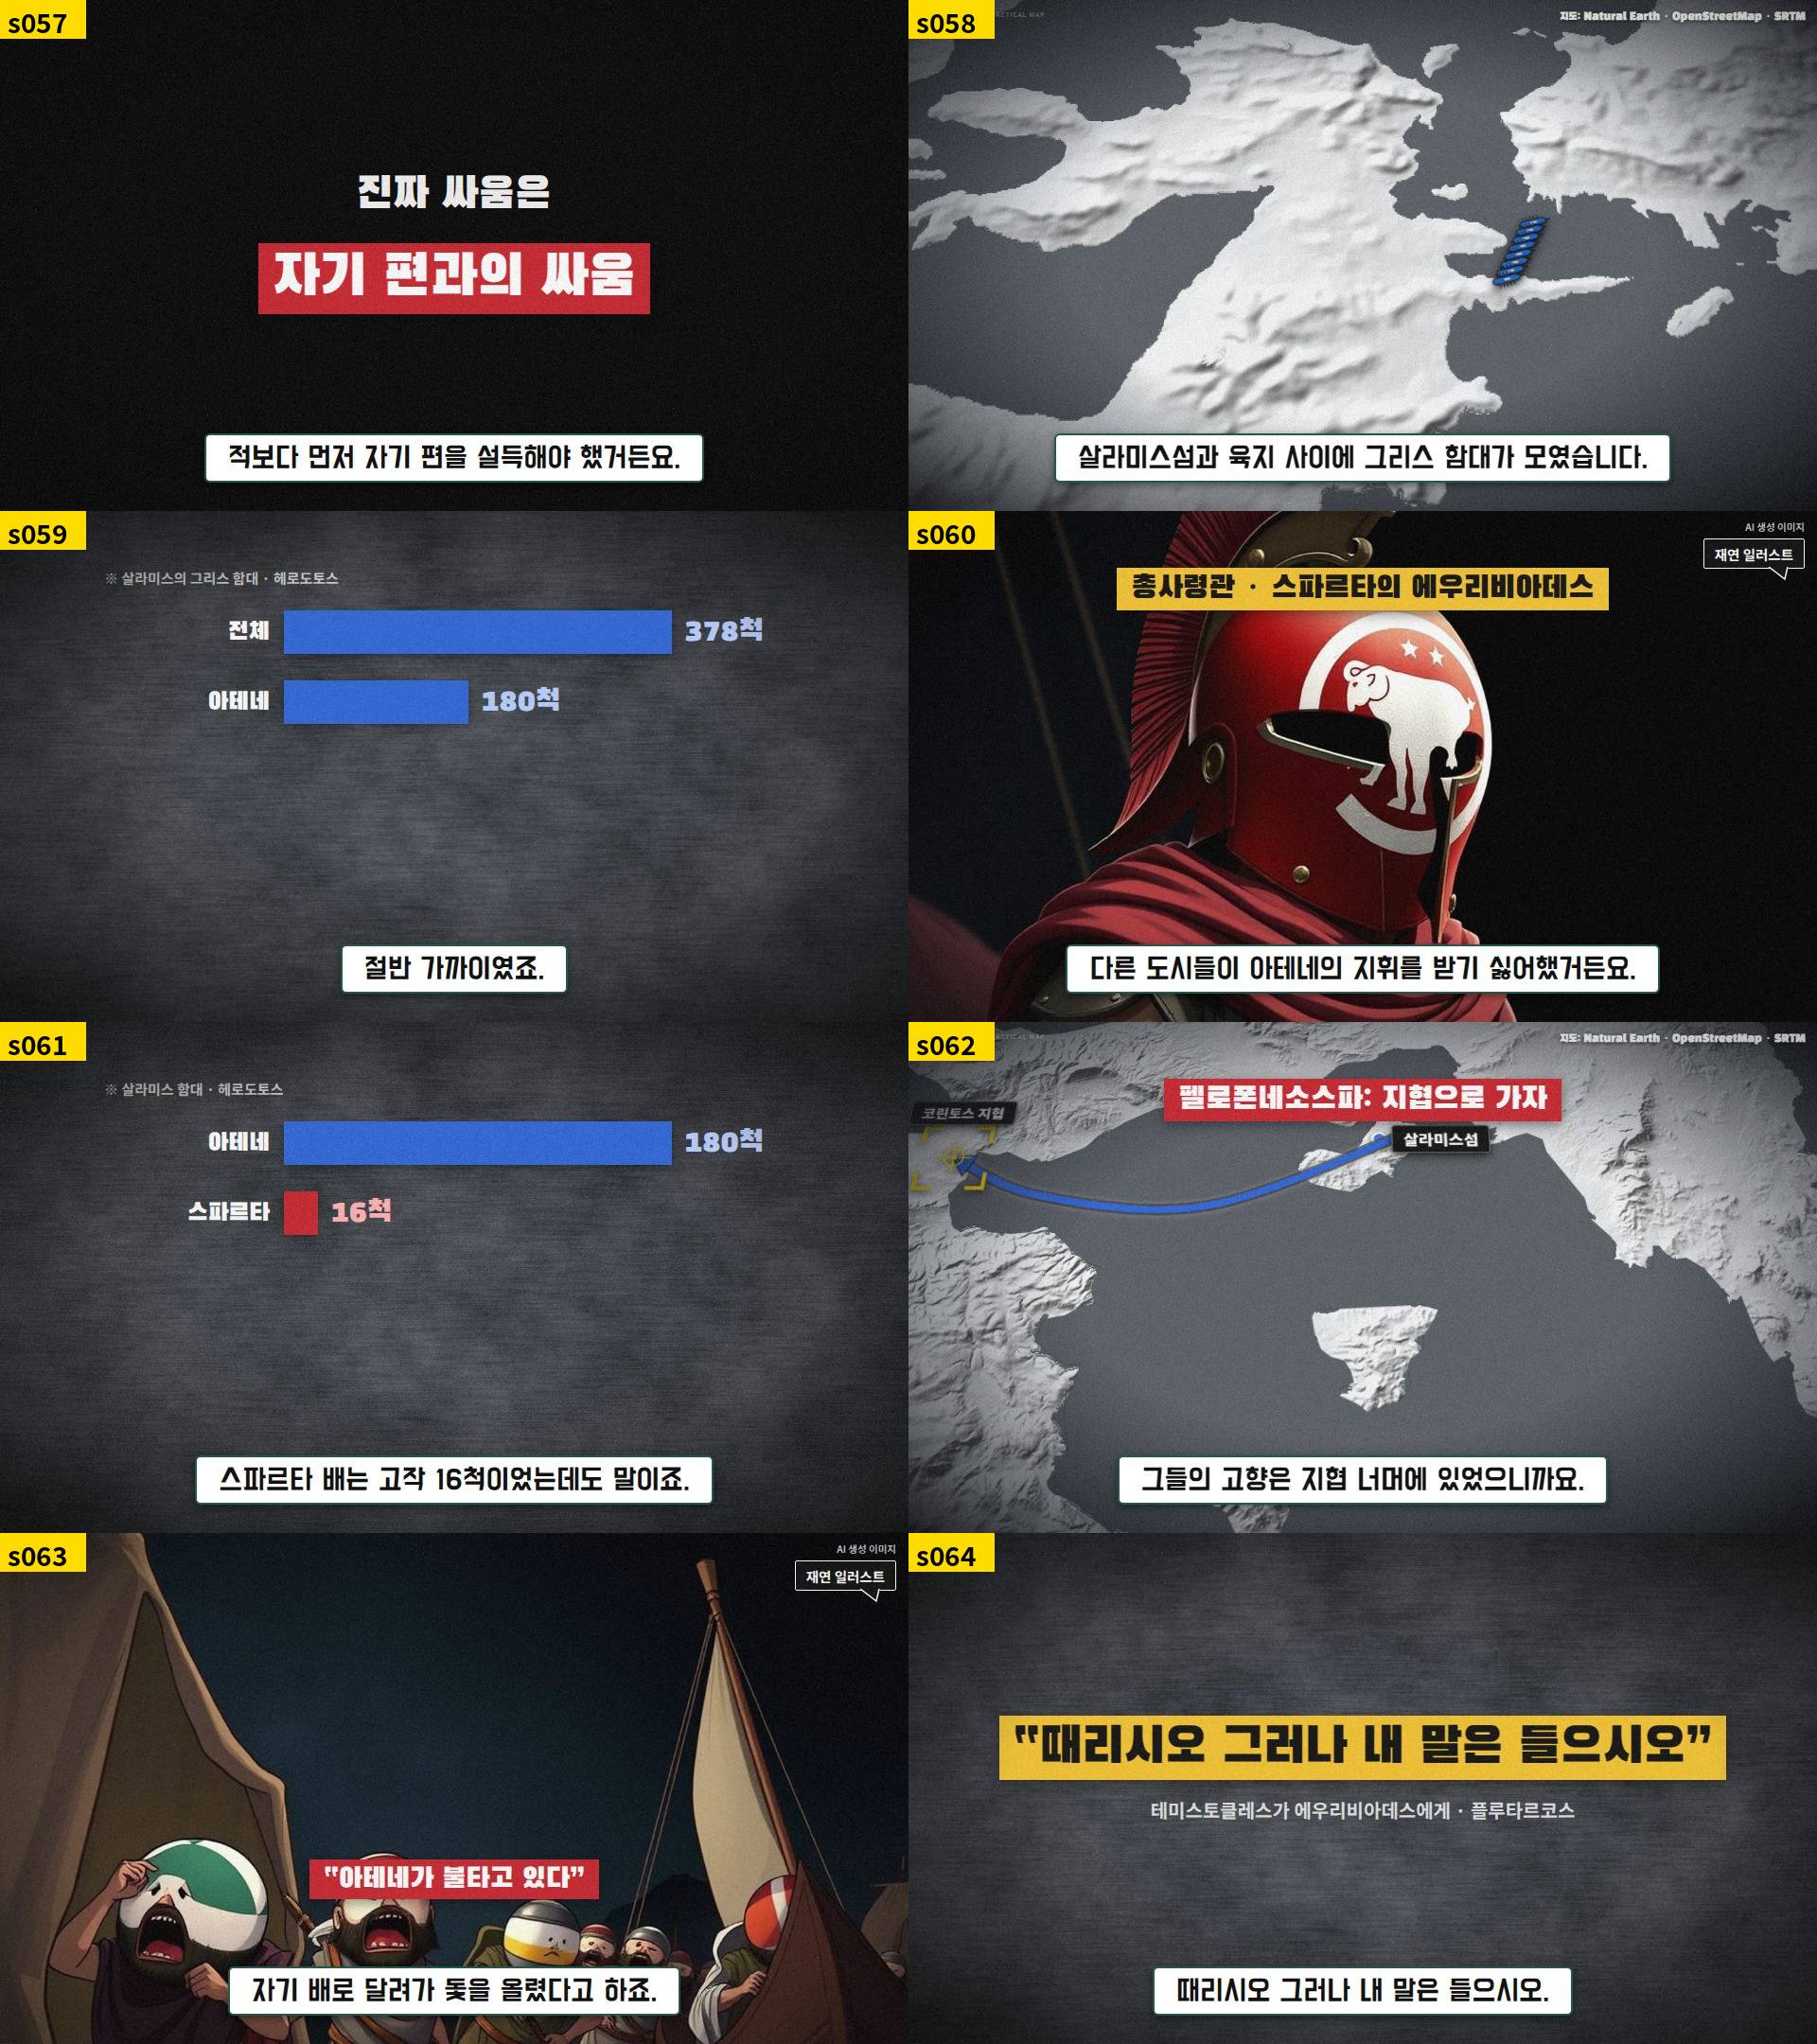 s057
진짜 싸움은
자기 편과의 싸움
적보다 먼저 자기 편을 설득해야 했거든요.
s058
TACTICAL MAP
지도: Natural Earth · OpenStreetMap · SRTM
살라미스섬과 육지 사이에 그리스 함대가 모였습니다.
s059
※ 살라미스의 그리스 함대 · 헤로도토스
전체 378척
아테네 180척
절반 가까이였죠.
s060
AI 생성 이미지
재연 일러스트
총사령관 · 스파르타의 에우리비아데스
다른 도시들이 아테네의 지휘를 받기 싫어했거든요.
s061
※ 살라미스 함대 · 헤로도토스
아테네 180척
스파르타 16척
스파르타 배는 고작 16척이었는데도 말이죠.
s062
TACTICAL MAP
지도: Natural Earth · OpenStreetMap · SRTM
펠로폰네소스파: 지협으로 가자
코린토스 지협
살라미스섬
그들의 고향은 지협 너머에 있었으니까요.
s063
AI 생성 이미지
재연 일러스트
“아테네가 불타고 있다”
자기 배로 달려가 돛을 올렸다고 하죠.
s064
“때리시오 그러나 내 말은 들으시오”
테미스토클레스가 에우리비아데스에게 · 플루타르코스
때리시오 그러나 내 말은 들으시오.